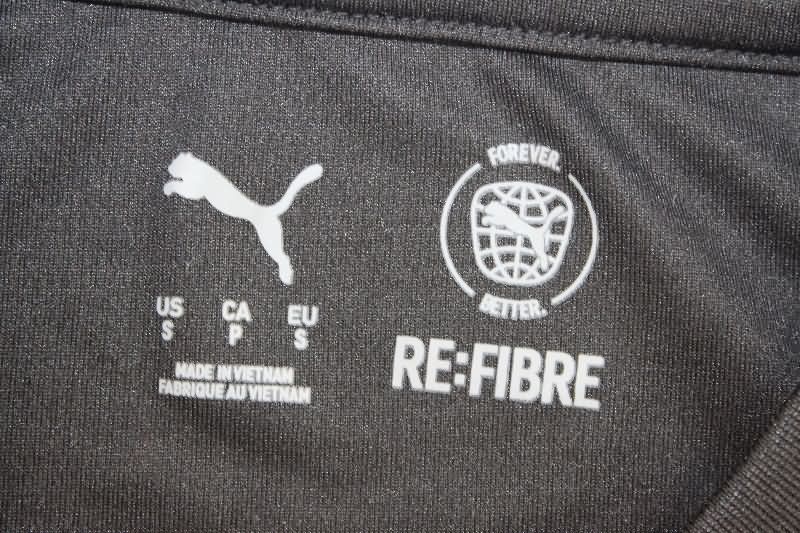 US CA EU
S P S
MADE IN VIETNAM
FABRIQUE AU VIETNAM
FOREVER.
BETTER.
RE:FIBRE